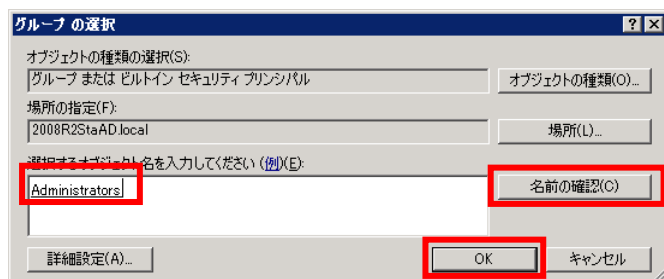 グループ の選択
オブジェクトの種類の選択(S):
グループ または ビルトイン セキュリティ プリンシパル
オブジェクトの種類(O)...
場所の指定(F):
2008R2StaAD.local
場所(L)...
選択するオブジェクト名を入力してください (例)(E):
Administrators
名前の確認(C)
詳細設定(A)...
OK
キャンセル